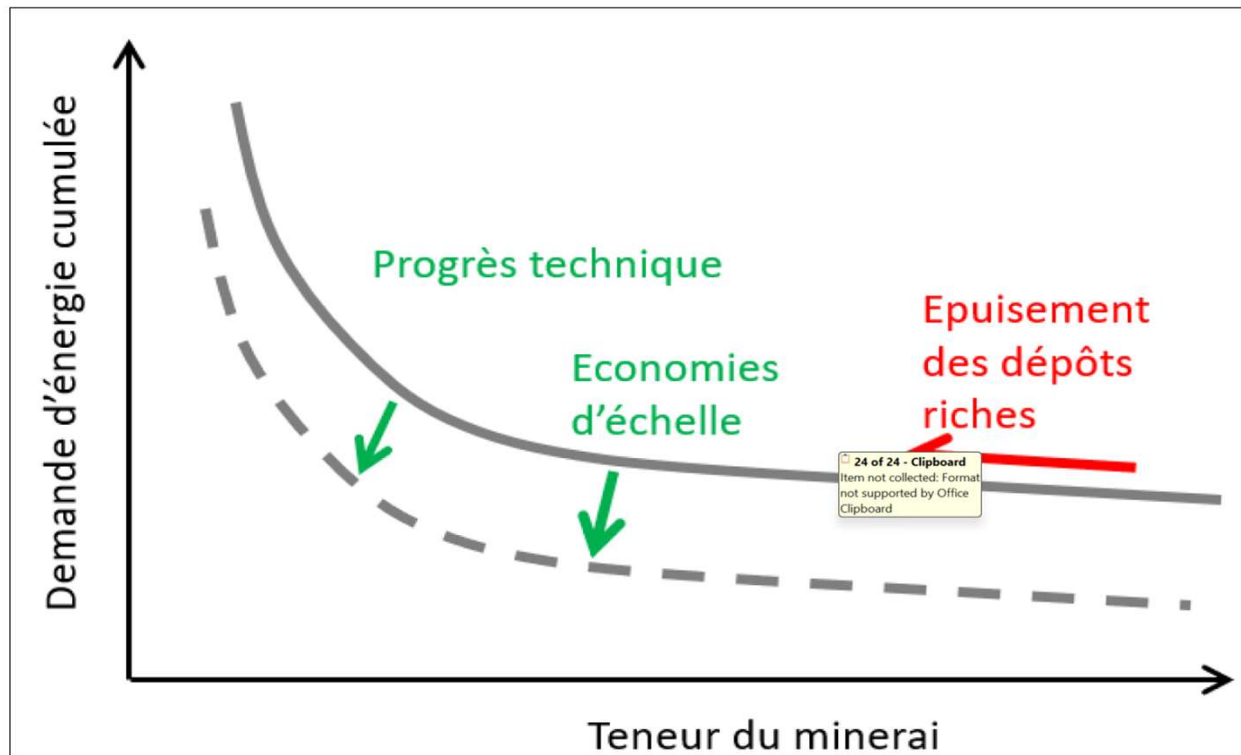 Demande d'énergie cumulée
Progrès technique
Economies
d'échelle
Epuisement
des dépôts
riches
24 of 24 - Clipboard
Item not collected: Format
not supported by Office
Clipboard
Teneur du minerai